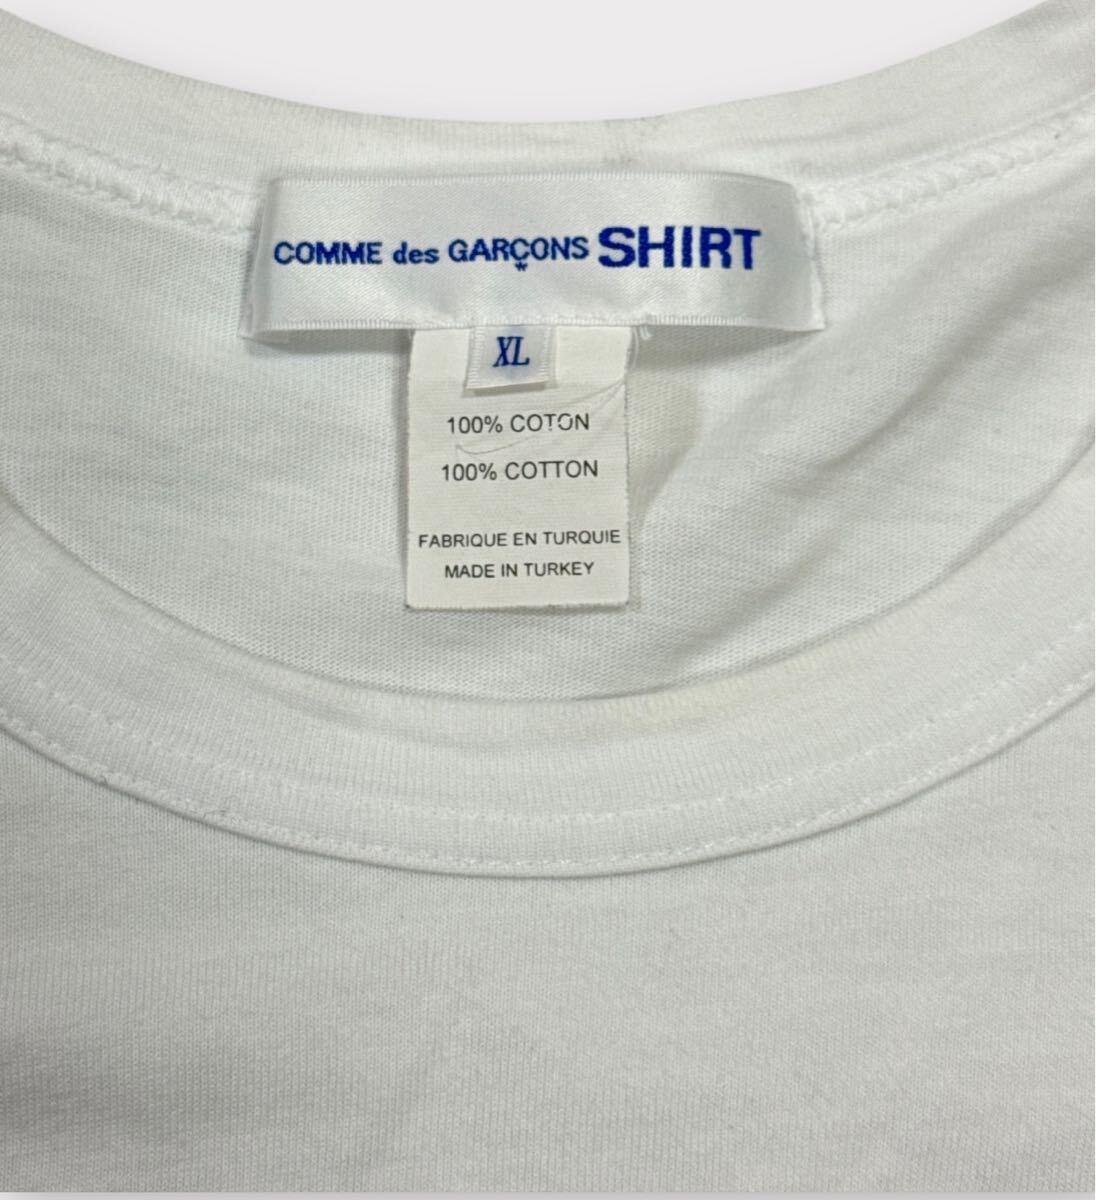 COMME des GARÇONS SHIRT
XL
100% COTON
100% COTTON
FABRIQUE EN TURQUIE
MADE IN TURKEY